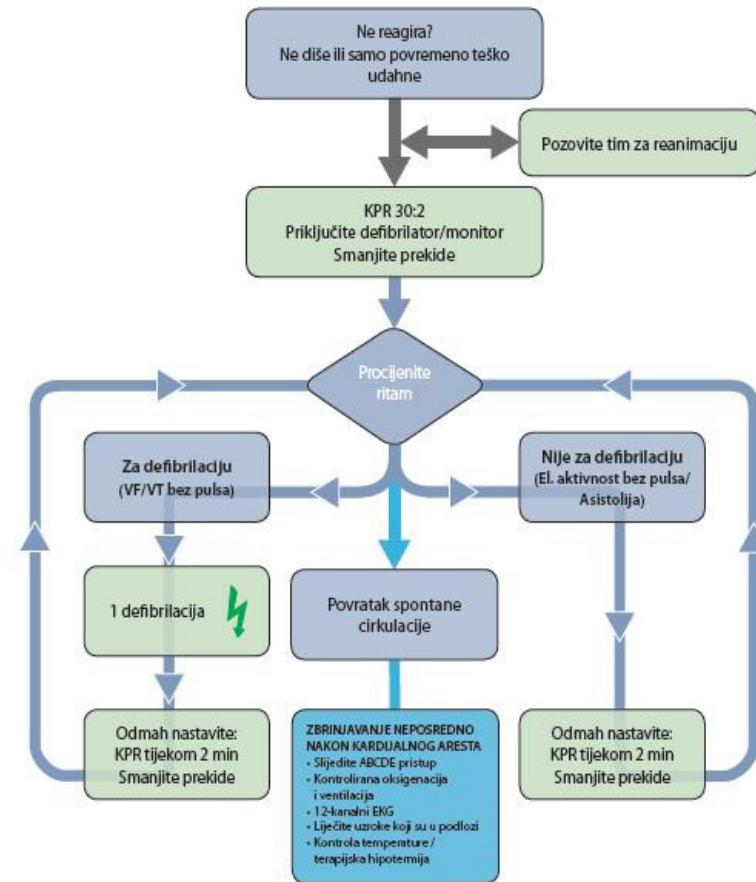 Ne reagira?
Ne diše ili samo povremeno teško
udahne
Pozovite tim za reanimaciju
KPR 30:2
Priključite defibrilator/monitor
Smanjite prekide
Procijenite
ritam
Za defibrilaciju
(VF/VT bez pulsa)
Nije za defibrilaciju
(El. aktivnost bez pulsa/
Asistolija)
1 defibrilacija
Povratak spontane
cirkulacije
Odmah nastavite:
KPR tijekom 2 min
Smanjite prekide
ZBRINJAVANJE NEPOSREDNO
NAKON KARDIJALNOG ARESTA
• Slijedite ABCDE pristup
• Kontrolirana oksigenacija
i ventilacija
• 12-kanalni EKG
• Liječite uzroke koji su u podlozi
• Kontrola temperature /
terapijska hipotermija
Odmah nastavite:
KPR tijekom 2 min
Smanjite prekide